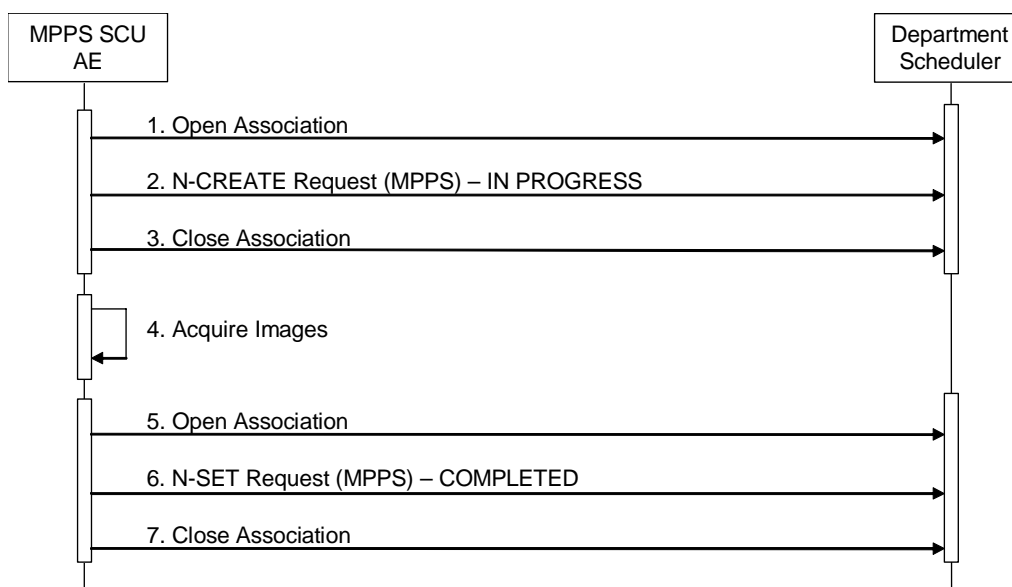 MPPS SCU
AE
Department
Scheduler
1. Open Association
2. N-CREATE Request (MPPS) – IN PROGRESS
3. Close Association
4. Acquire Images
5. Open Association
6. N-SET Request (MPPS) – COMPLETED
7. Close Association